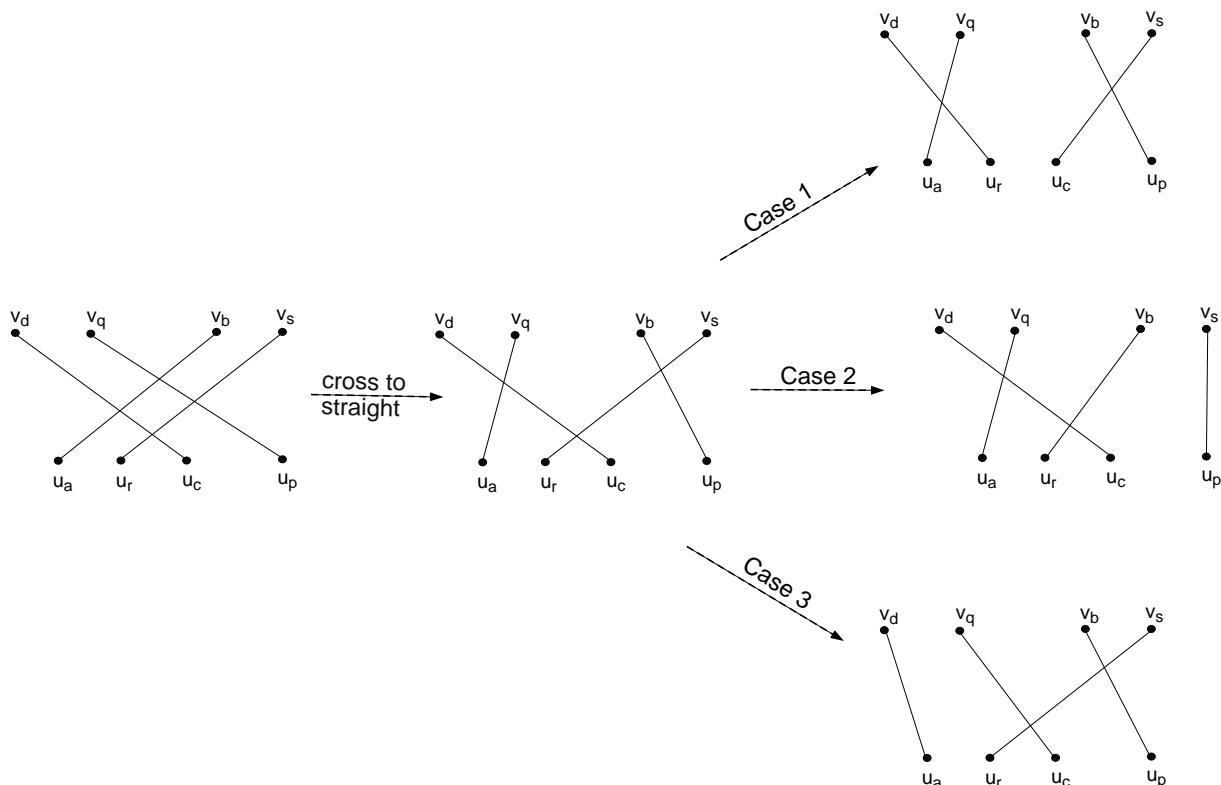 v_d v_q v_b v_s
u_a u_r u_c u_p
Case 1
v_d v_q v_b v_s
u_a u_r u_c u_p
cross to
straight
v_d v_q v_b v_s
u_a u_r u_c u_p
Case 2
v_d v_q v_b v_s
u_a u_r u_c u_p
Case 3
v_d v_q v_b v_s
u_a u_r u_c u_p